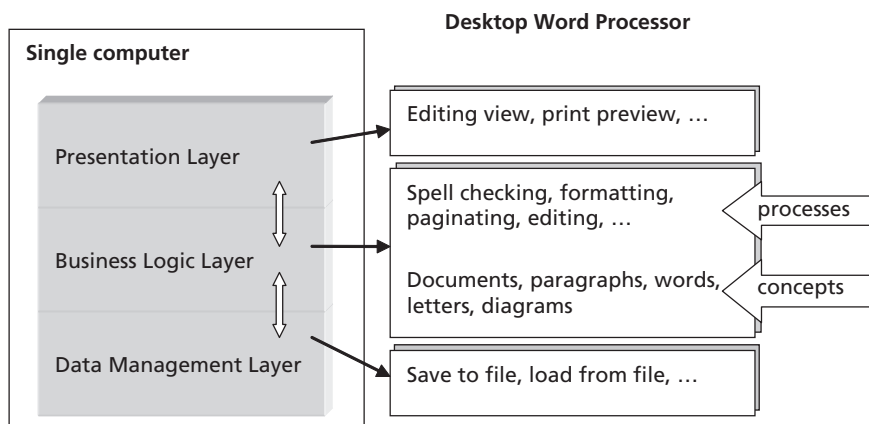 Desktop Word Processor
Single computer
Presentation Layer
Business Logic Layer
Data Management Layer
Editing view, print preview, …
Spell checking, formatting,
paginating, editing, …
Documents, paragraphs, words,
letters, diagrams
Save to file, load from file, …
processes
concepts